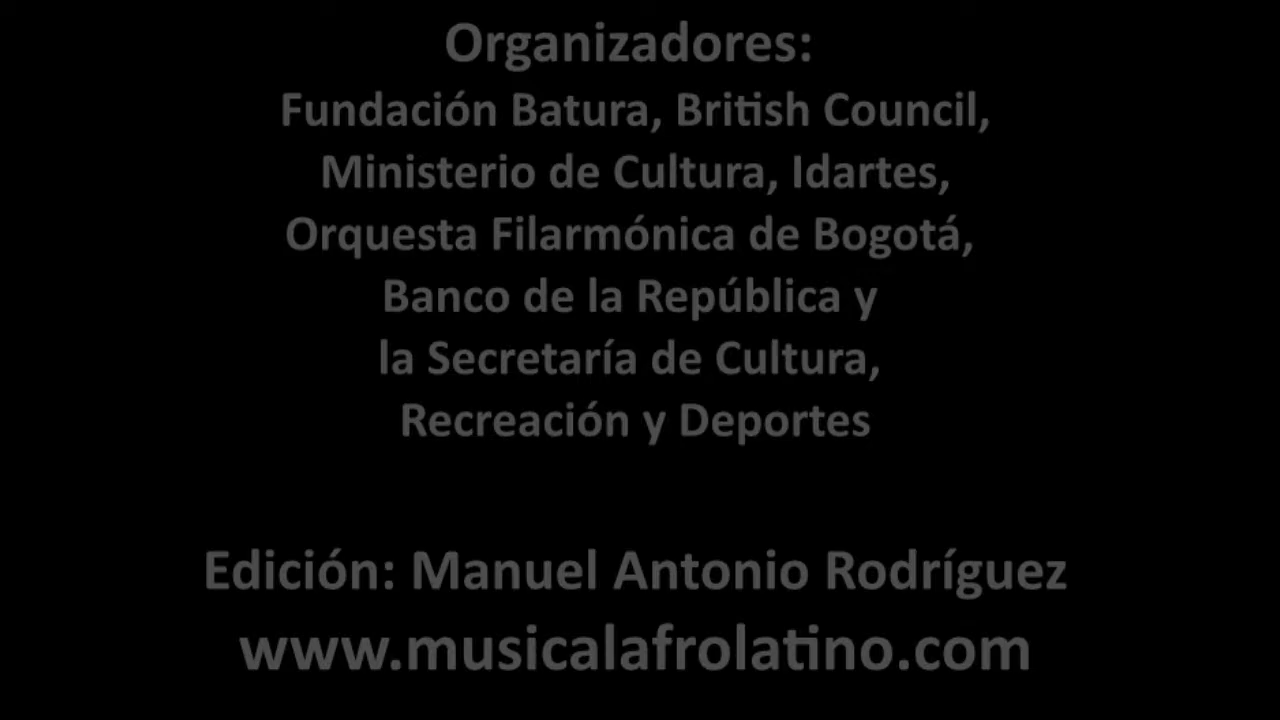 Organizadores:
Fundación Batura, British Council,
Ministerio de Cultura, Idartes,
Orquesta Filarmónica de Bogotá,
Banco de la República y
la Secretaría de Cultura,
Recreación y Deportes
Edición: Manuel Antonio Rodríguez
www.musicalafrolatino.com